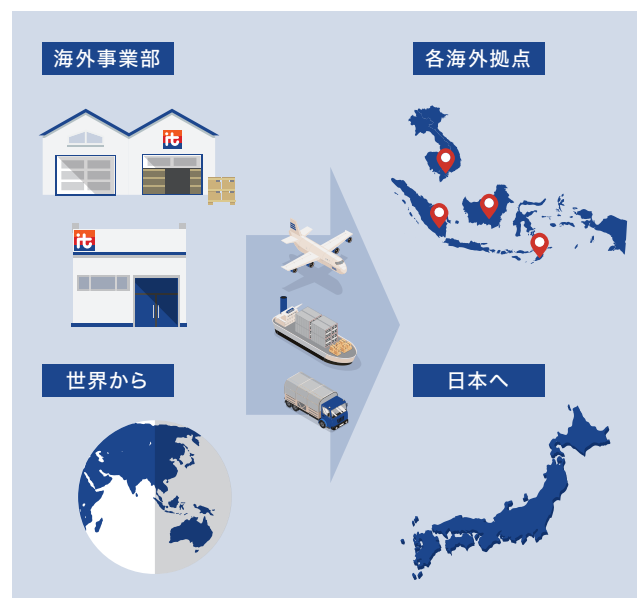 海外事業部
各海外拠点
it
it
世界から
日本へ